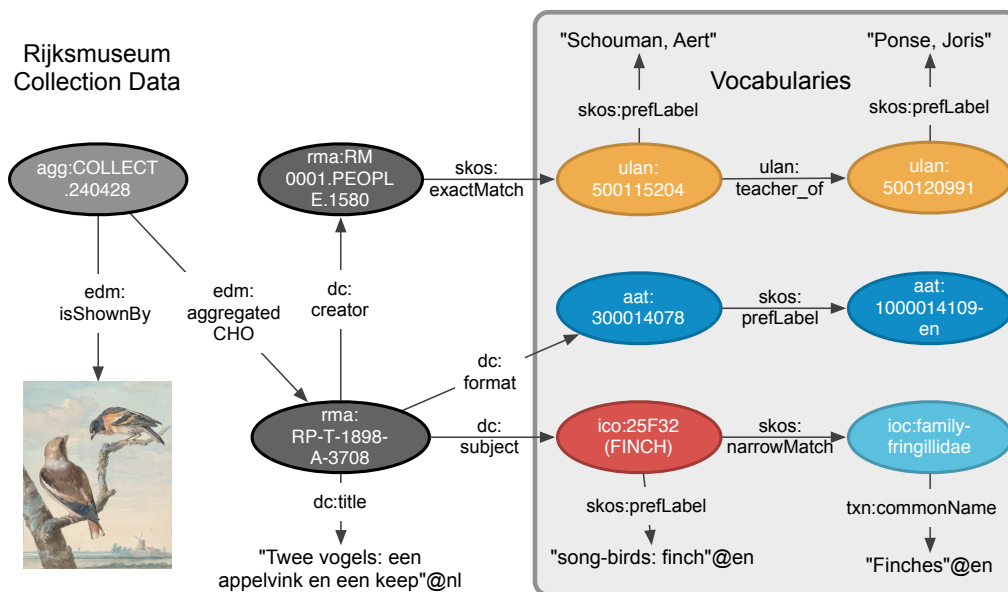 Rijksmuseum
Collection Data
"Schouman, Aert"
"Ponse, Joris"
Vocabularies
skos:prefLabel
skos:prefLabel
agg:COLLECT
.240428
rma:RM
0001.PEOPL
E.1580
skos:
exactMatch
ulan:
500115204
ulan:
teacher_of
ulan:
500120991
edm:
isShownBy
edm:
aggregated
CHO
dc:
creator
aat:
300014078
skos:
prefLabel
aat:
1000014109-
en
dc:
format
rma:
RP-T-1898-
A-3708
dc:
subject
ico:25F32
(FINCH)
skos:
narrowMatch
ioc:family-
fringillidae
dc:title
skos:prefLabel
txn:commonName
"Twee vogels: een
appelvink en een keep"@nl
"song-birds: finch"@en
"Finches"@en